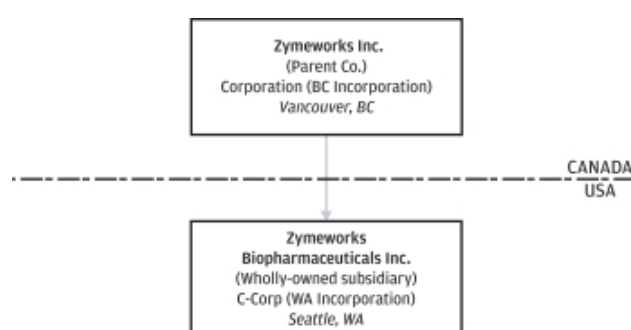 Zymeworks Inc.
(Parent Co.)
Corporation (BC Incorporation)
Vancouver, BC
CANADA
USA
Zymeworks
Biopharmaceuticals Inc.
(Wholly-owned subsidiary)
C-Corp (WA Incorporation)
Seattle, WA